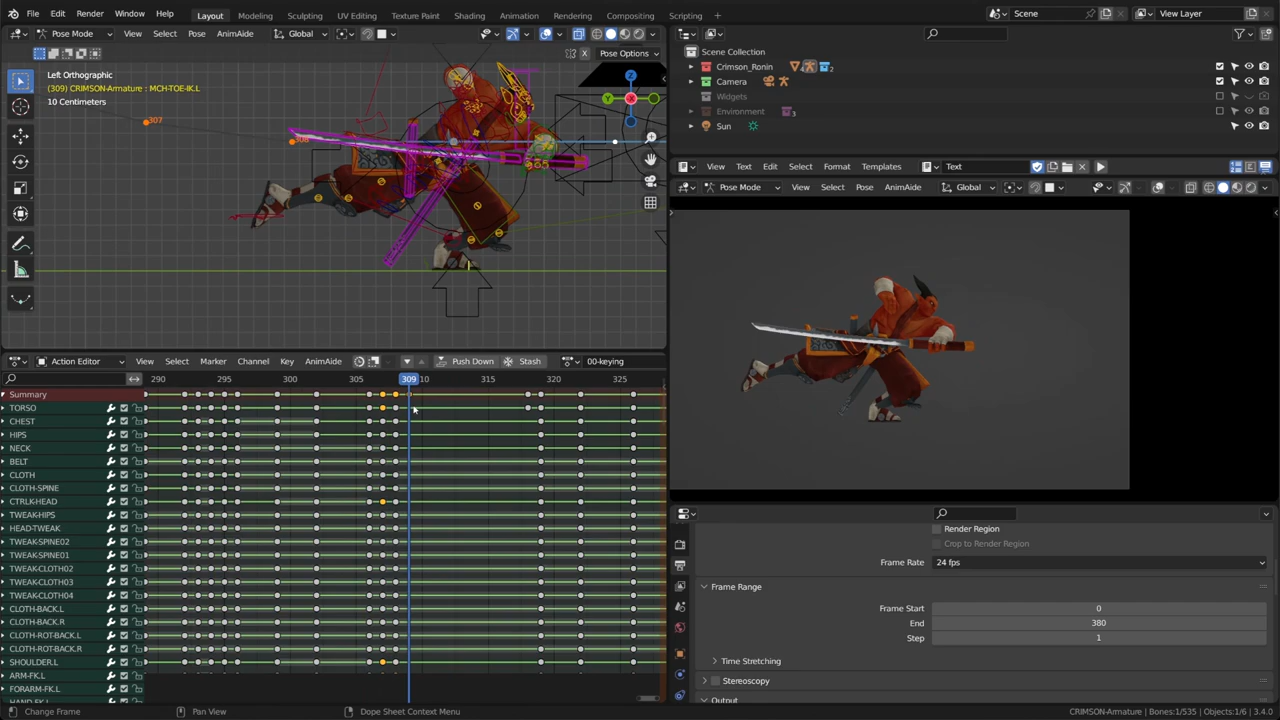 File Edit Render Window Help Layout Modeling Sculpting UV Editing Texture Paint Shading Animation Rendering Compositing Scripting Scene View Layer
Pose Mode View Select Pose AnimAide Global
Pose Options
Left Orthographic
(309) CRIMSON-Armature : MCH-TOE-IK.L
10 Centimeters
307
Z
Y
Scene Collection
Crimson_Ronin 2
Camera
Widgets
Environment 3
Sun
View Text Edit Select Format Templates Text
Pose Mode View Select Pose AnimAide Global
Action Editor View Select Marker Channel Key AnimAide Push Down Stash 00-keying
290 295 300 305 309 310 315 320 325
Summary
TORSO
CHEST
HIPS
NECK
BELT
CLOTH
CLOTH-SPINE
CTRLK-HEAD
TWEAK-HIPS
HEAD-TWEAK
TWEAK-SPINE02
TWEAK-SPINE01
TWEAK-CLOTH02
TWEAK-CLOTH03
TWEAK-CLOTH04
CLOTH-BACK.L
CLOTH-BACK.R
CLOTH-ROT-BACK.L
CLOTH-ROT-BACK.R
SHOULDER.L
ARM-FK.L
FORARM-FK.L
Render Region
Crop to Render Region
Frame Rate 24 fps
Frame Range
Frame Start 0
End 380
Step 1
Time Stretching
Stereoscopy
Output
Change Frame Pan View Dope Sheet Context Menu CRIMSON-Armature | Bones:1/535 | Objects:1/6 | 3.4.0